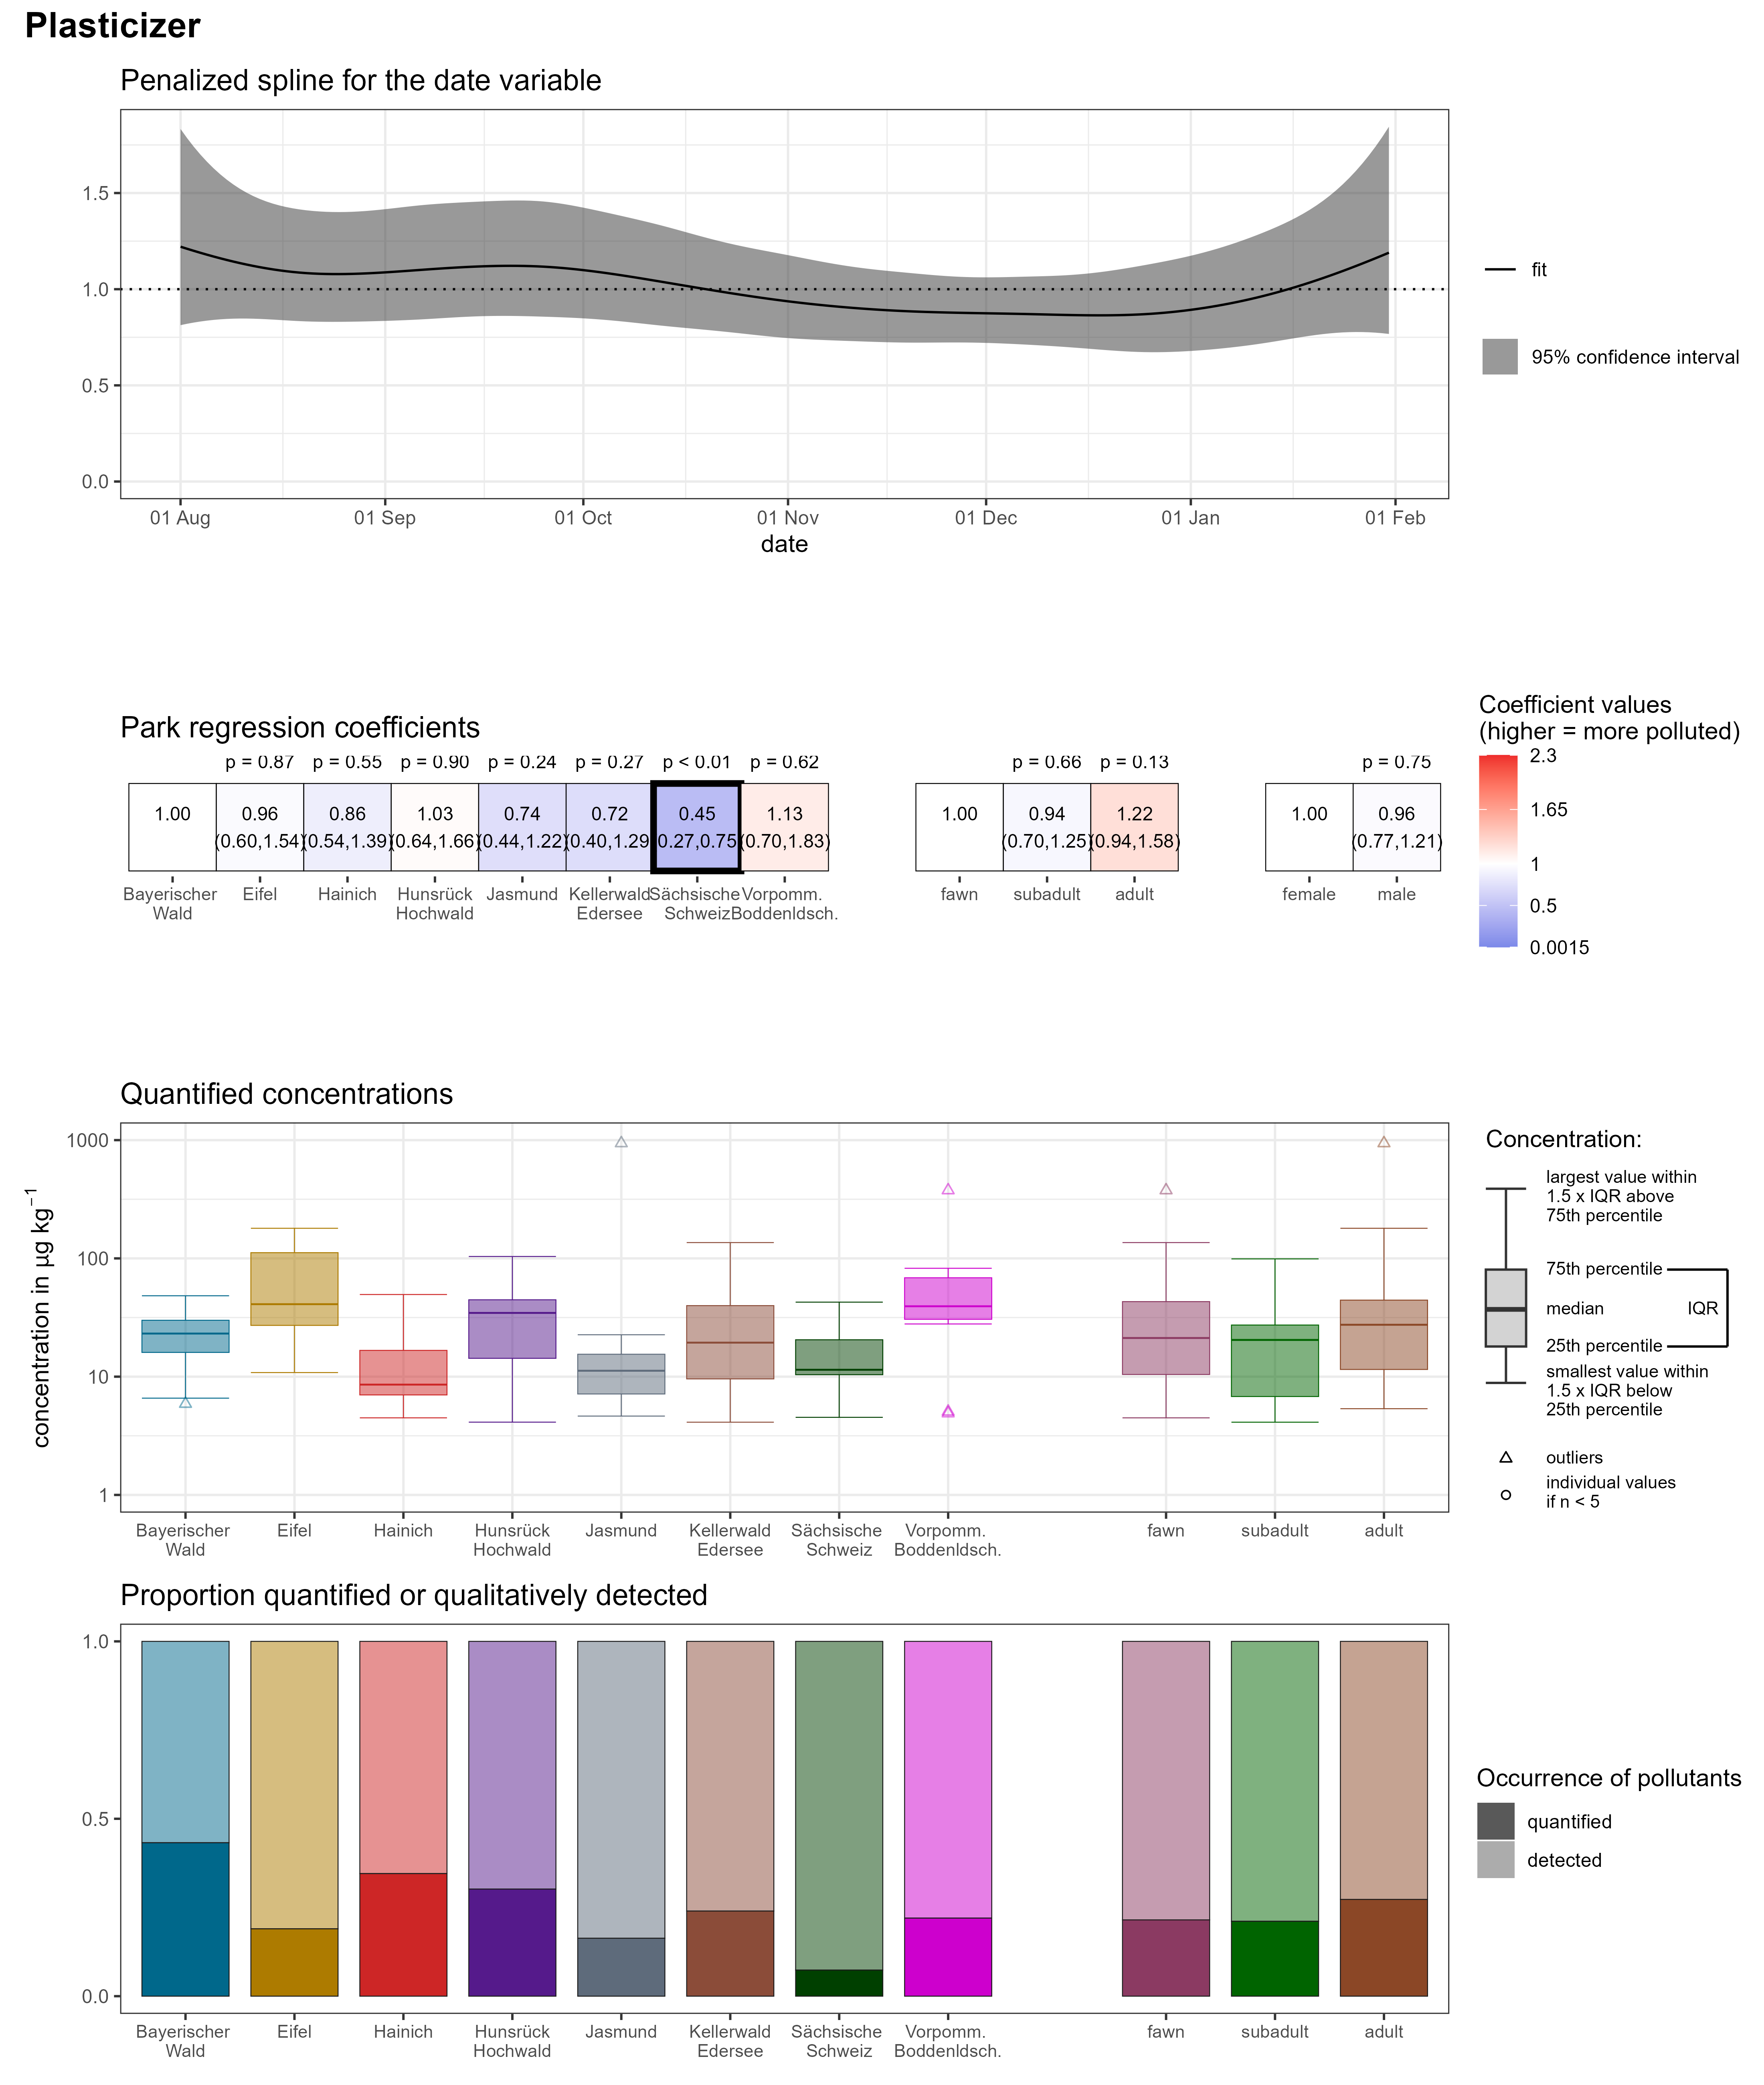 Plasticizer
Penalized spline for the date variable
1.5
1.0
0.5
0.0
01 Aug 01 Sep 01 Oct 01 Nov 01 Dec 01 Jan 01 Feb
date
fit
95% confidence interval
Park regression coefficients
p = 0.87 p = 0.55 p = 0.90 p = 0.24 p = 0.27 p < 0.01 p = 0.62 p = 0.66 p = 0.13 p = 0.75
1.00 0.96 0.86 1.03 0.74 0.72 0.45 1.13 1.00 0.94 1.22 1.00 0.96
(0.60,1.54) (0.54,1.39) (0.64,1.66) (0.44,1.22) (0.40,1.29) 0.27,0.75 (0.70,1.83) (0.70,1.25) (0.94,1.58) (0.77,1.21)
Bayerischer Eifel Hainich Hunsrück Jasmund Kellerwald Sächsische Vorpomm. fawn subadult adult female male
Wald Hochwald Edersee Schweiz Boddenldsch.
Coefficient values
(higher = more polluted)
2.3
1.65
1
0.5
0.0015
Quantified concentrations
concentration in µg kg⁻¹
1000
100
10
1
Bayerischer Eifel Hainich Hunsrück Jasmund Kellerwald Sächsische Vorpomm. fawn subadult adult
Wald Hochwald Edersee Schweiz Boddenldsch.
Concentration:
largest value within
1.5 x IQR above
75th percentile
75th percentile
median IQR
25th percentile
smallest value within
1.5 x IQR below
25th percentile
outliers
individual values
if n < 5
Proportion quantified or qualitatively detected
1.0
0.5
0.0
Bayerischer Eifel Hainich Hunsrück Jasmund Kellerwald Sächsische Vorpomm. fawn subadult adult
Wald Hochwald Edersee Schweiz Boddenldsch.
Occurrence of pollutants
quantified
detected